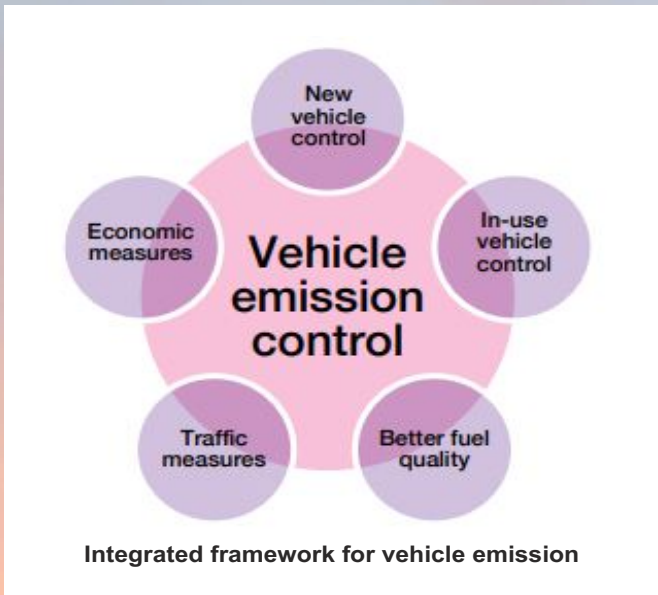 New
vehicle
control
Economic
measures
In-use
vehicle
control
Vehicle
emission
control
Traffic
measures
Better fuel
quality
Integrated framework for vehicle emission